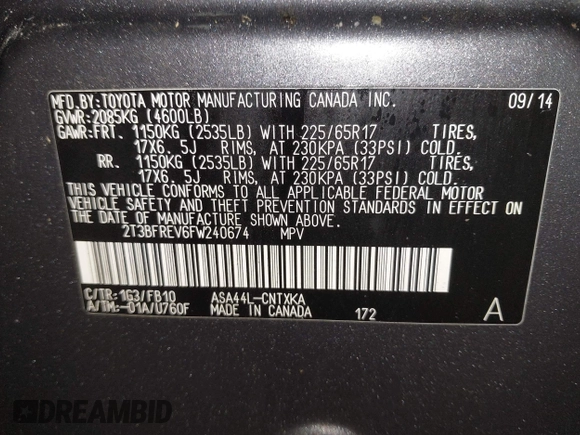 MFD.BY:TOYOTA MOTOR MANUFACTURING CANADA INC. 09/14
GVWR:2085KG (4600LB)
GAWR:FRT. 1150KG (2535LB) WITH 225/65R17 TIRES,
17X6.5J RIMS, AT 230KPA (33PSI) COLD.
RR. 1150KG (2535LB) WITH 225/65R17 TIRES,
17X6.5J RIMS, AT 230KPA (33PSI) COLD.
THIS VEHICLE CONFORMS TO ALL APPLICABLE FEDERAL MOTOR
VEHICLE SAFETY AND THEFT PREVENTION STANDARDS IN EFFECT
ON THE DATE OF MANUFACTURE SHOWN ABOVE.
2T3BFREV6FW240674 MPV
C/TR:1G3/FB10 ASA44L-CNTXKA
A/TM:-01A/U760F MADE IN CANADA 172 A
DREAMBID